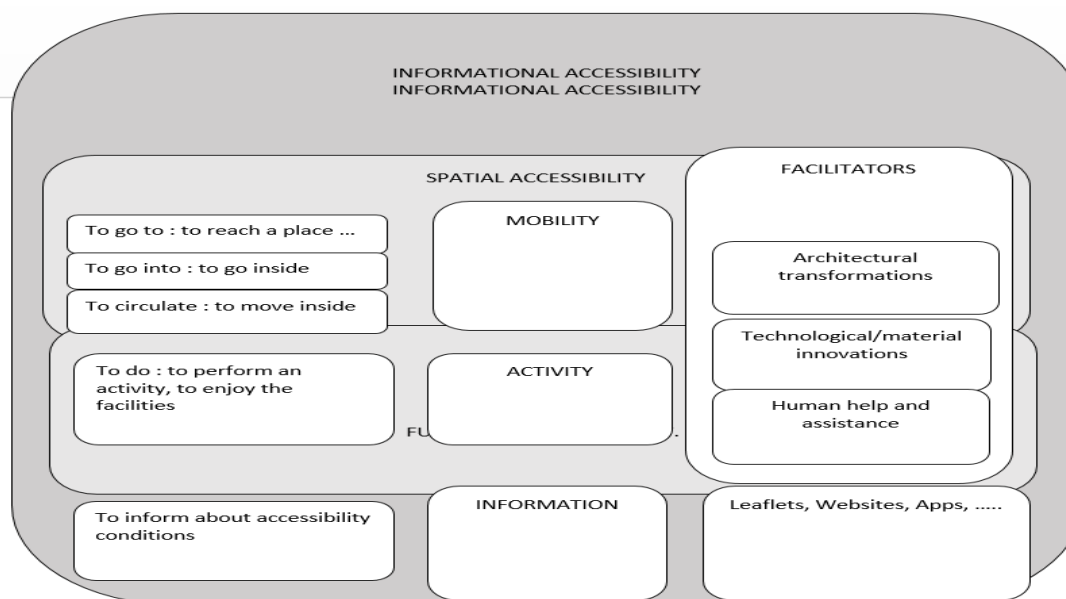 INFORMATIONAL ACCESSIBILITY
INFORMATIONAL ACCESSIBILITY
SPATIAL ACCESSIBILITY
FACILITATORS
To go to : to reach a place ...
To go into : to go inside
To circulate : to move inside
MOBILITY
Architectural
transformations
Technological/material
innovations
Human help and
assistance
To do : to perform an
activity, to enjoy the
facilities
ACTIVITY
To inform about accessibility
conditions
INFORMATION
Leaflets, Websites, Apps, .....